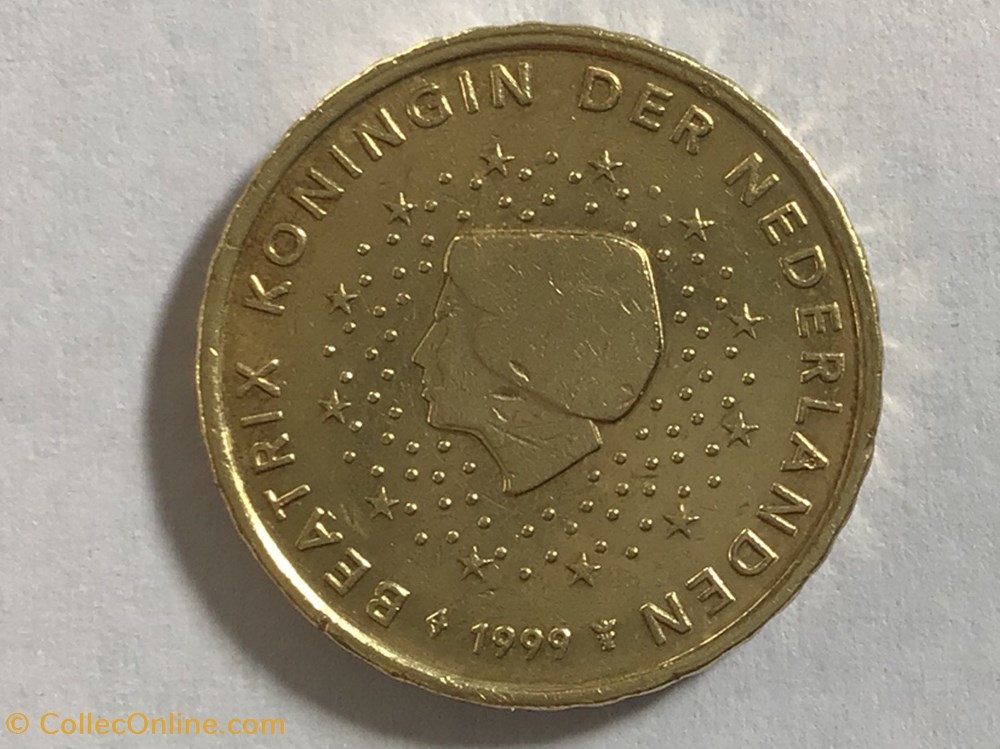 BEATRIX KONINGIN DER NEDERLANDEN
1999
© CollecOnline.com